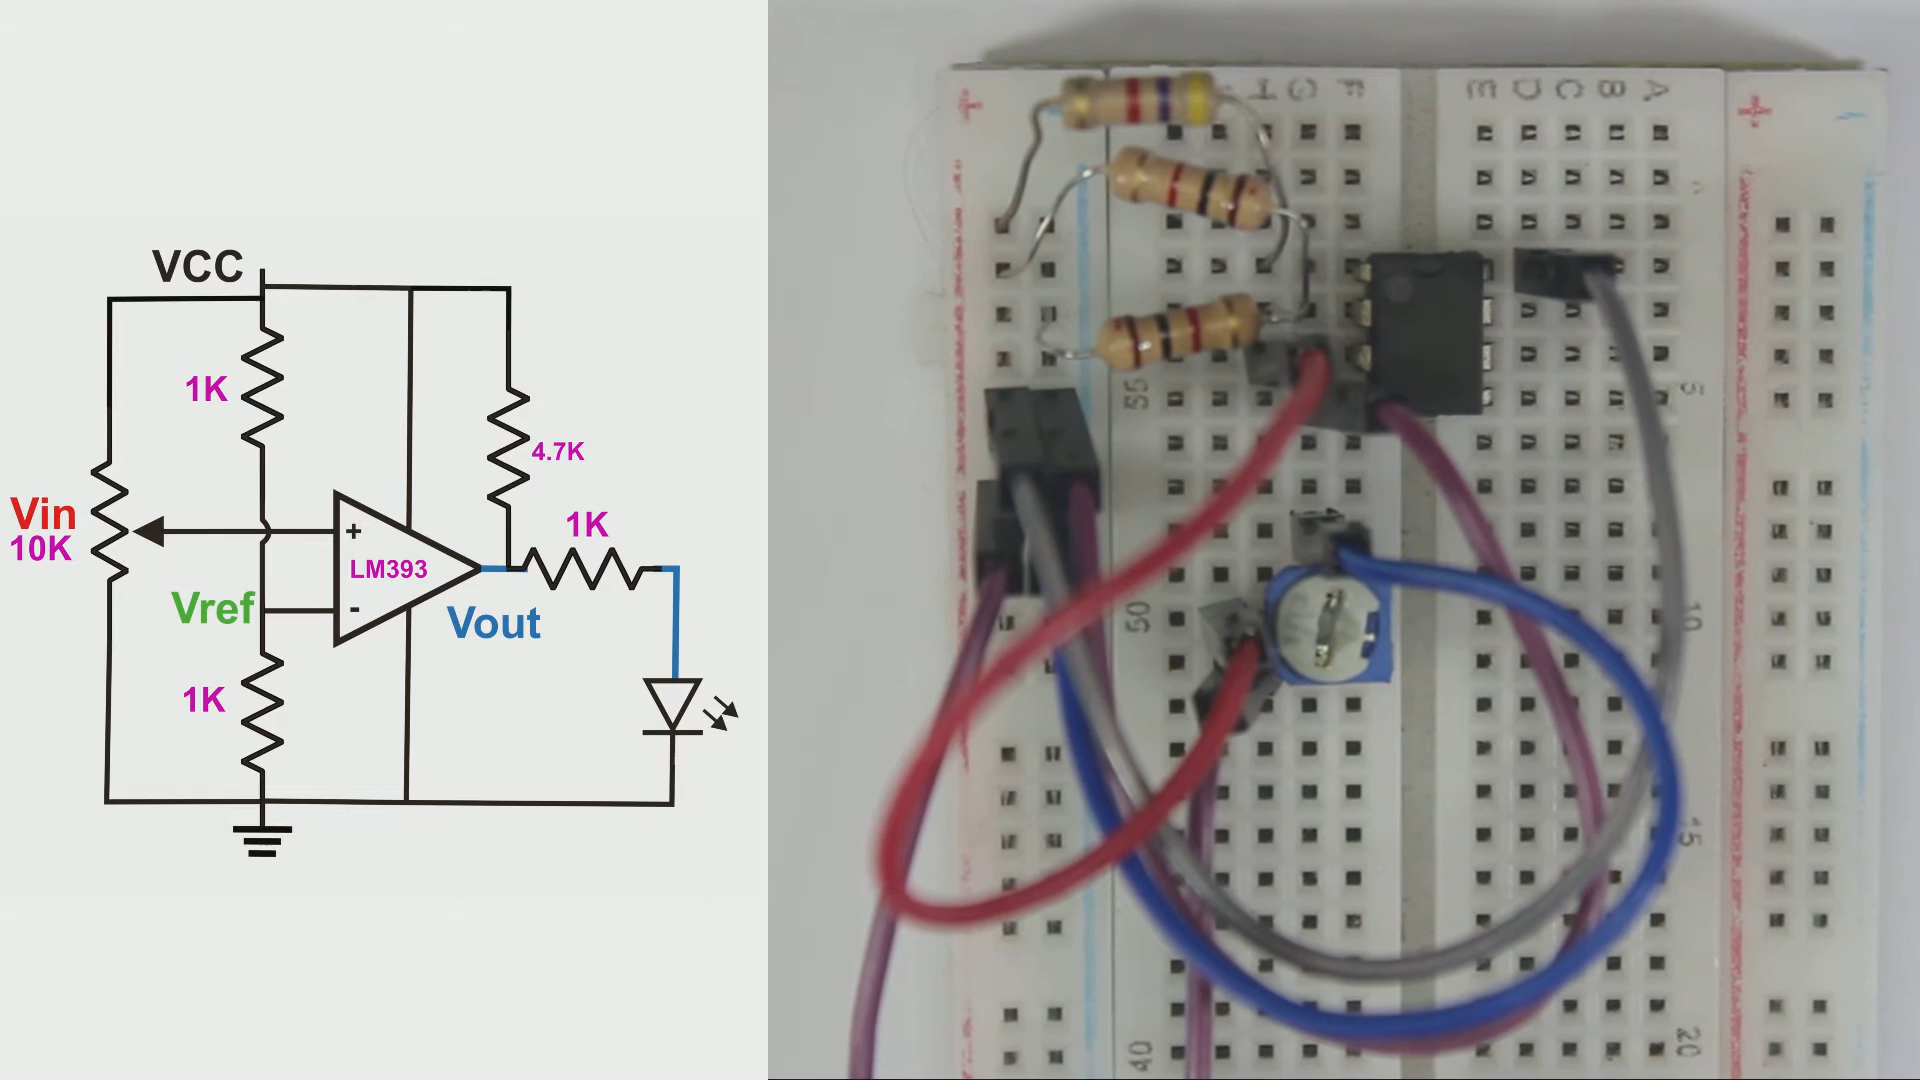 VCC
1K
4.7K
Vin
10K
1K
+
LM393
-
Vref
Vout
1K
+
H G F E D C B A
+
55
5
50
10
15
40
20